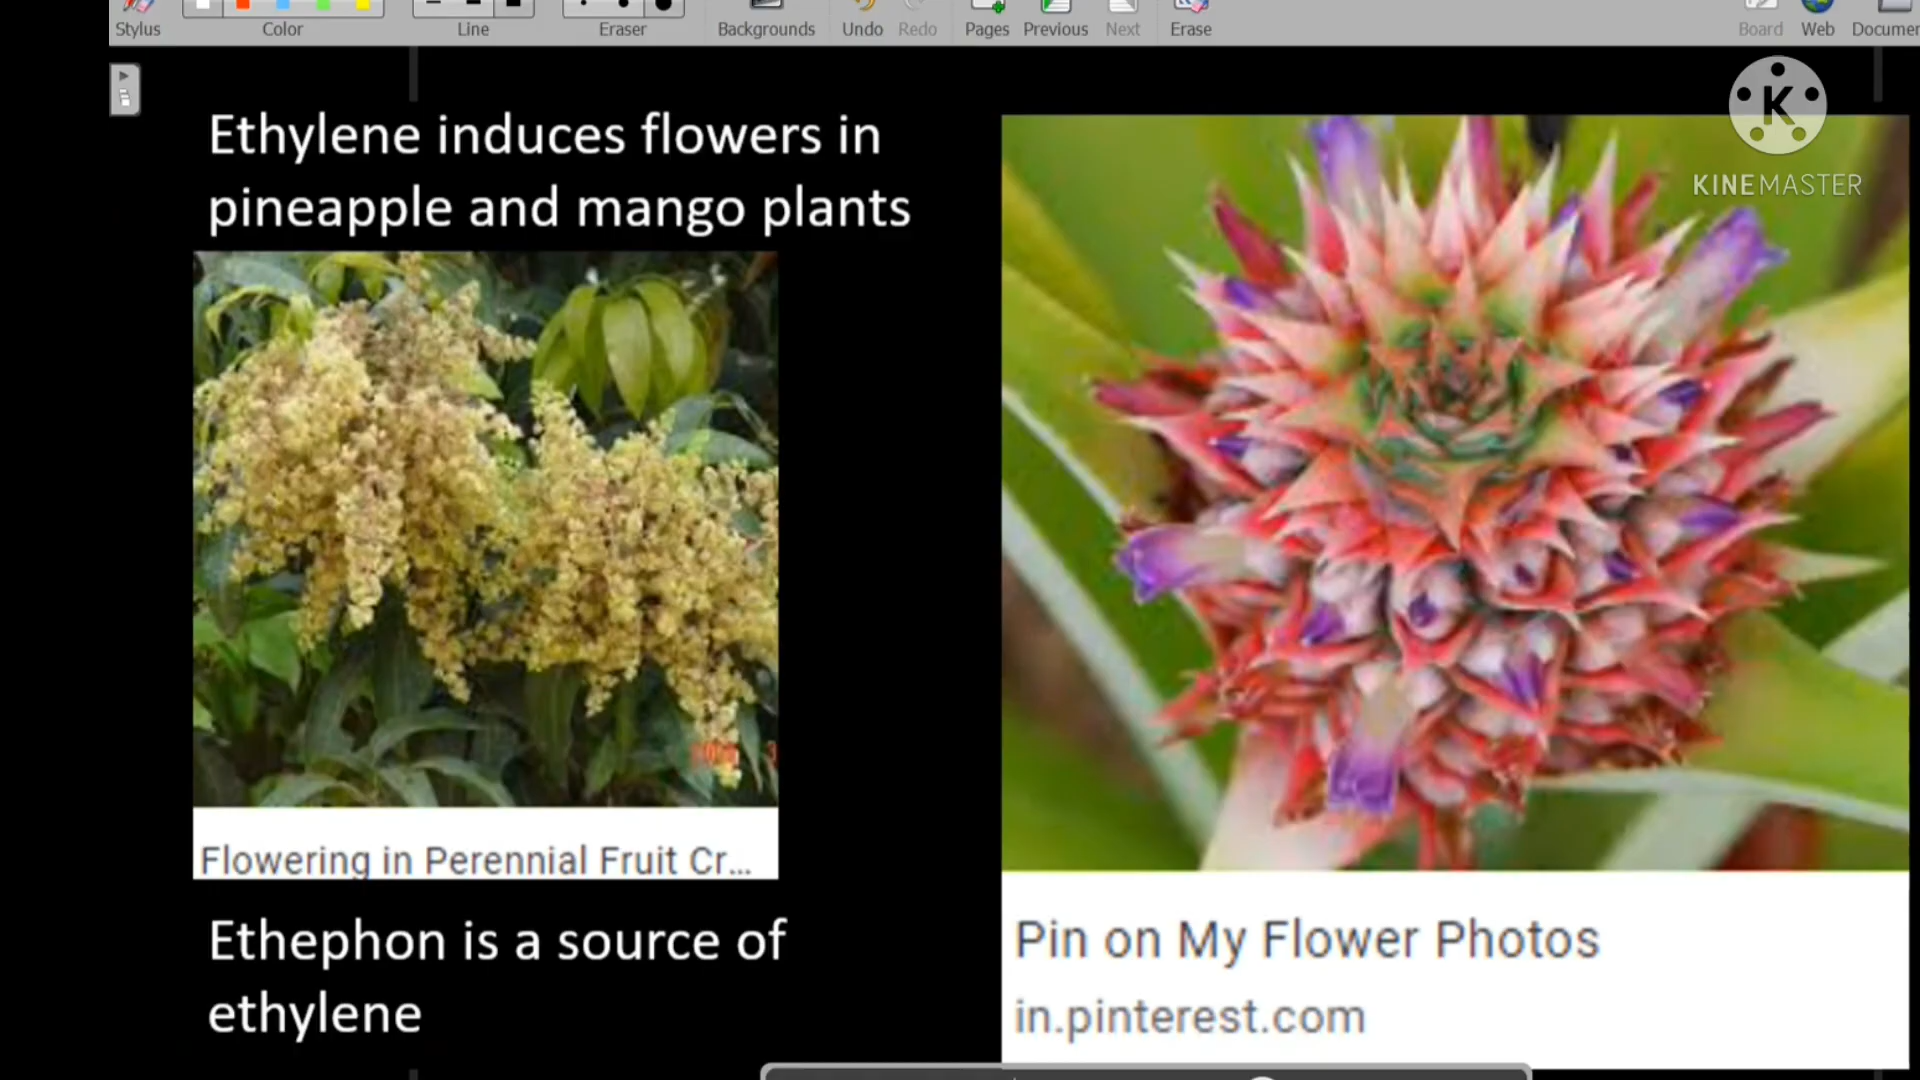 Stylus Color Line Eraser Backgrounds Undo Redo Pages Previous Next Erase Board Web
K
KINEMASTER
Ethylene induces flowers in
pineapple and mango plants
Flowering in Perennial Fruit Cr...
Ethephon is a source of
ethylene
Pin on My Flower Photos
in.pinterest.com